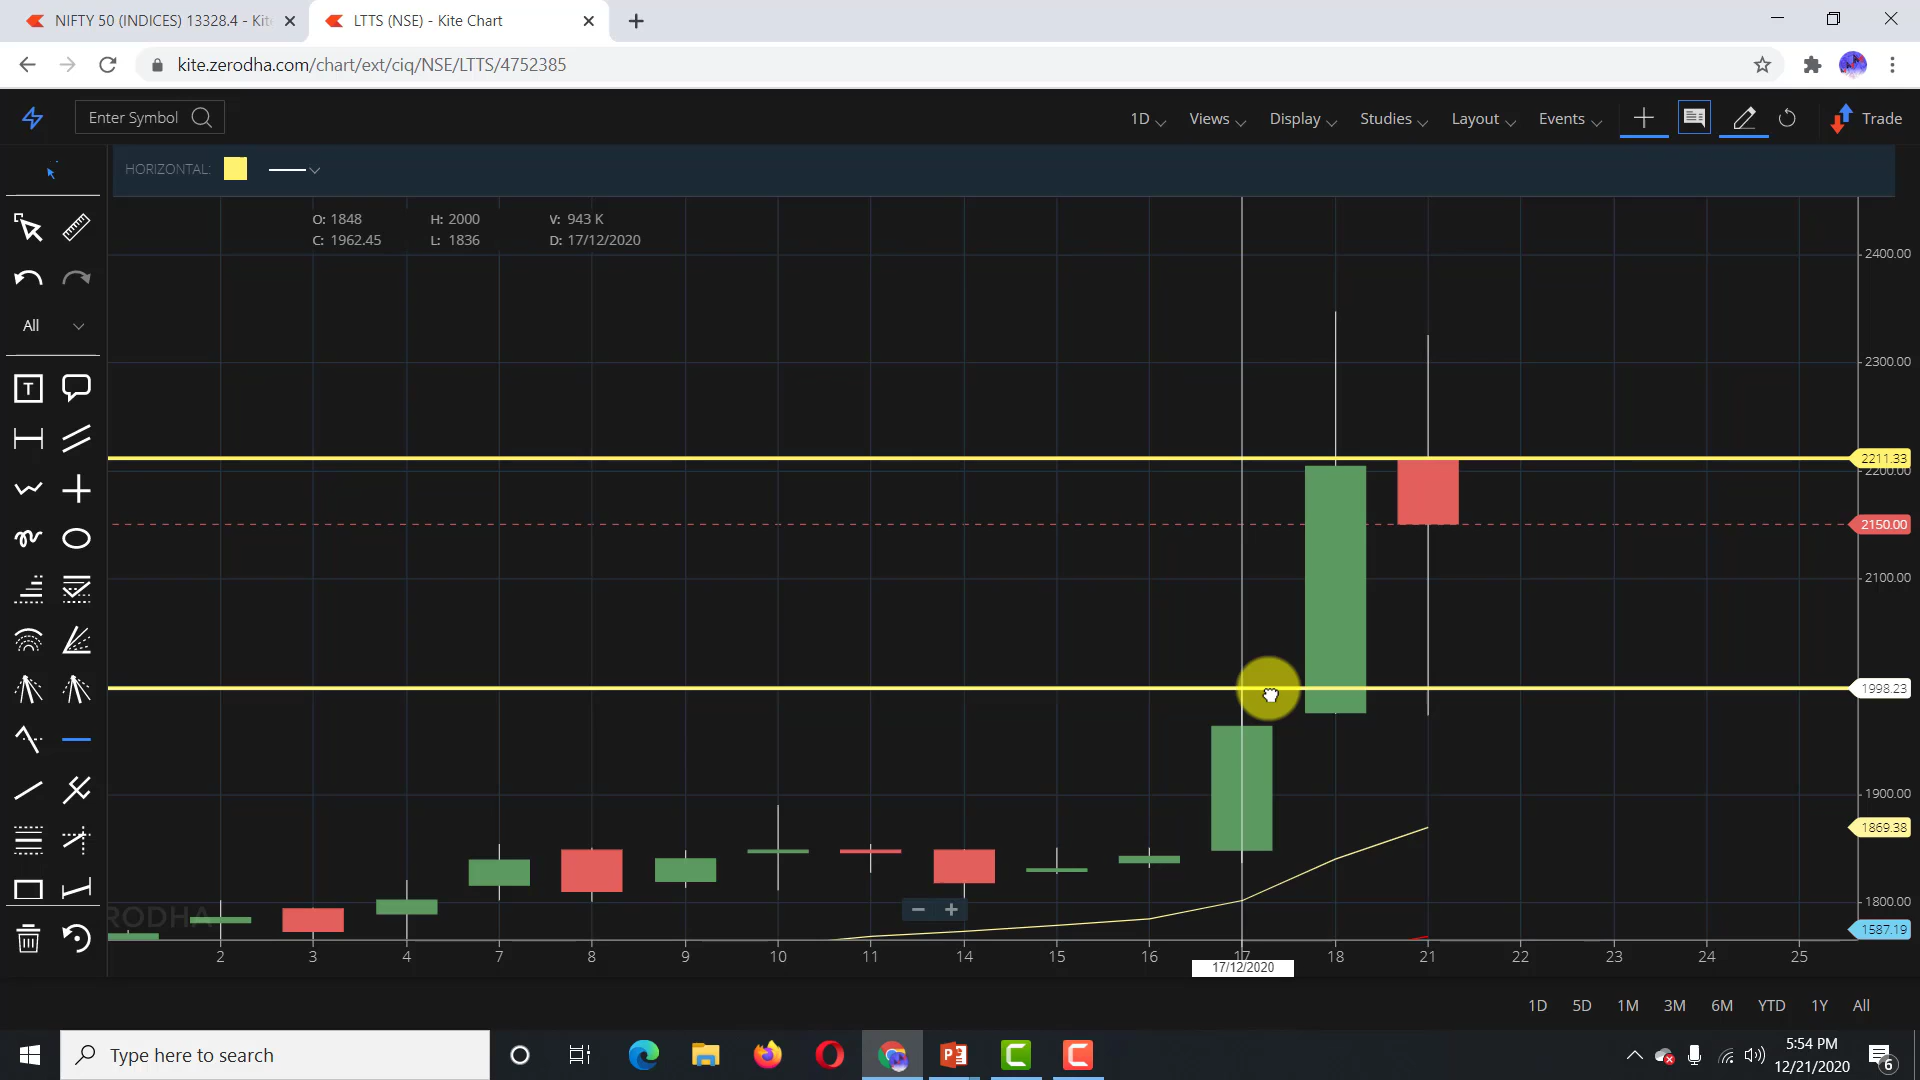 NIFTY 50 (INDICES) 13328.4 - Kit
LTTS (NSE) - Kite Chart
kite.zerodha.com/chart/ext/ciq/NSE/LTTS/4752385
Enter Symbol
1D
Views
Display
Studies
Layout
Events
Trade
HORIZONTAL:
O: 1848 H: 2000 V: 943 K
C: 1962.45 L: 1836 D: 17/12/2020
All
T
2400.00
2300.00
2211.33
2200.00
2150.00
2100.00
1998.23
1900.00
1869.38
1800.00
1587.19
RODHA
2 3 4 7 8 9 10 11 14 15 16 17 18 21 22 23 24 25
17/12/2020
1D 5D 1M 3M 6M YTD 1Y All
Type here to search
5:54 PM
12/21/2020
6